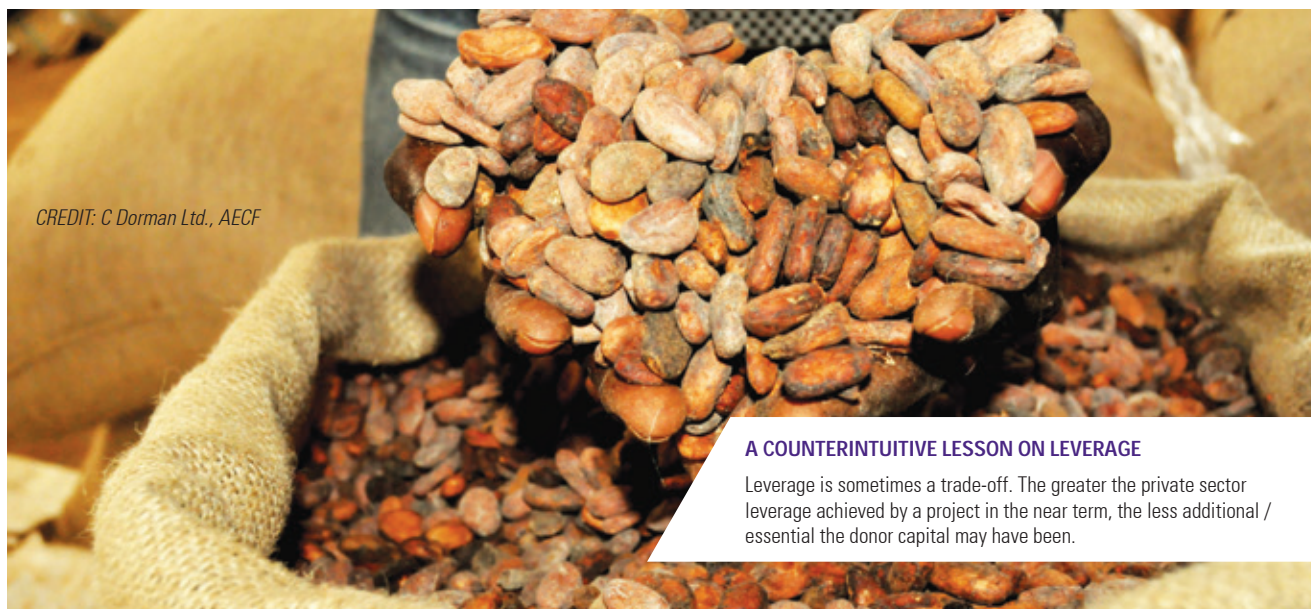 CREDIT: C Dorman Ltd., AECF
A COUNTERINTUITIVE LESSON ON LEVERAGE
Leverage is sometimes a trade-off. The greater the private sector
leverage achieved by a project in the near term, the less additional /
essential the donor capital may have been.